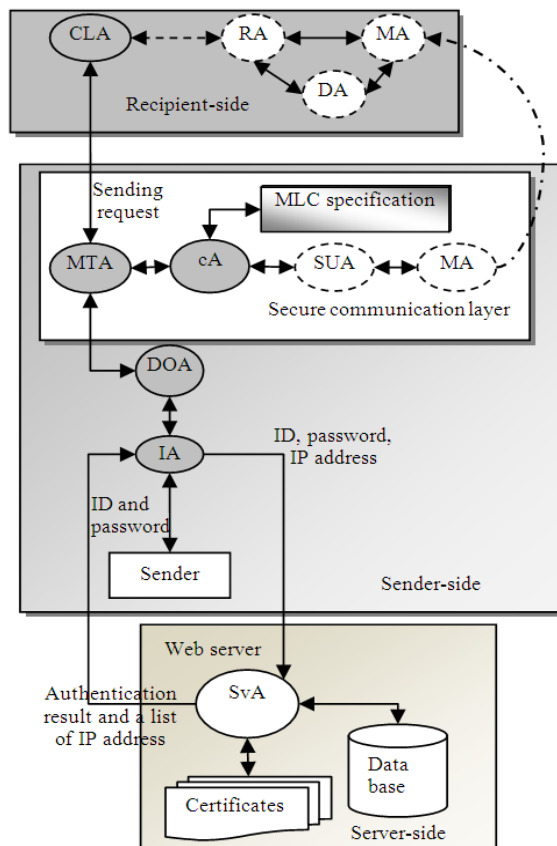 CLA
RA
MA
DA
Recipient-side
Sending
request
MLC specification
MTA
cA
SUA
MA
Secure communication layer
DOA
IA
ID, password,
IP address
ID and
password
Sender
Sender-side
Web server
SvA
Authentication
result and a list
of IP address
Data
base
Certificates
Server-side